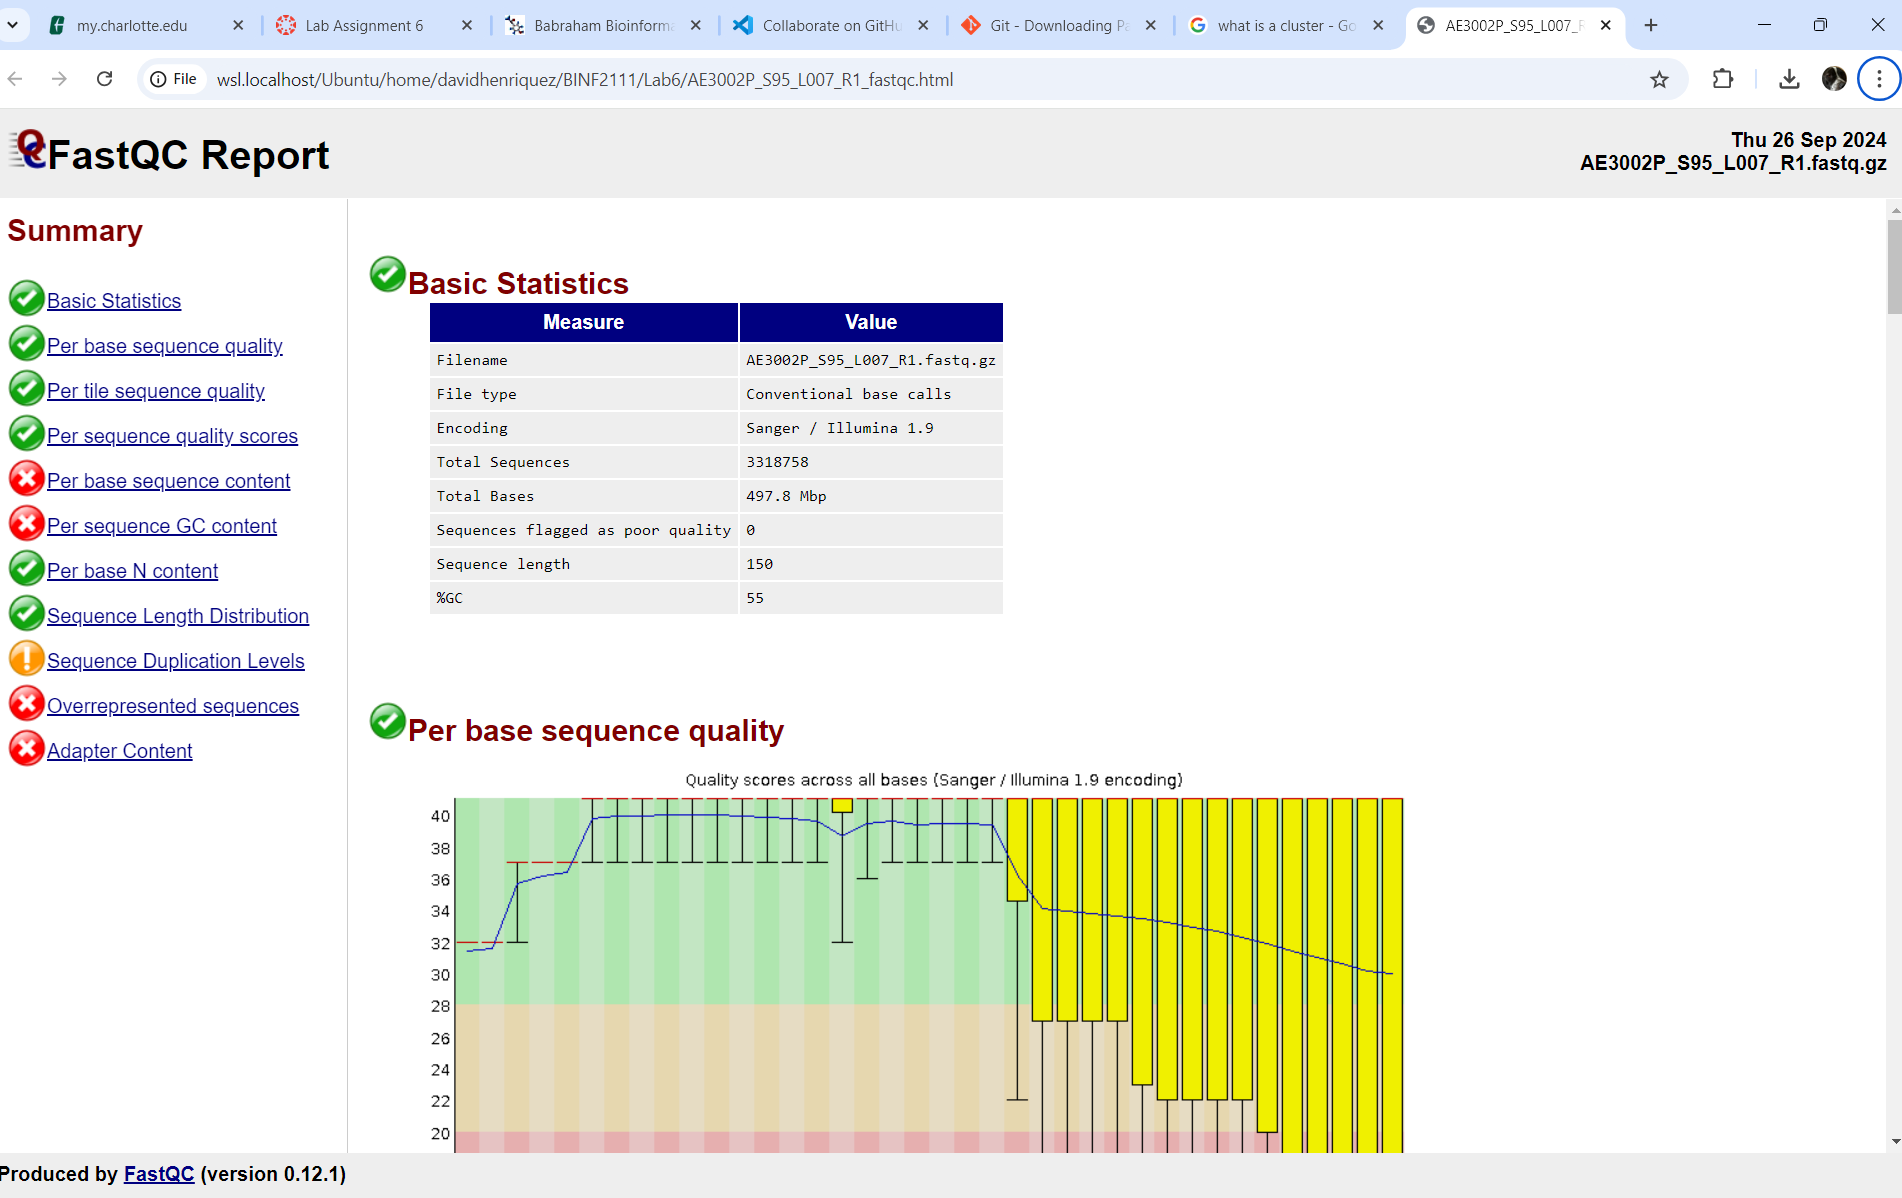 my.charlotte.edu
Lab Assignment 6
Babraham Bioinforma
Collaborate on GitHu
Git - Downloading Pa
what is a cluster - Go
AE3002P_S95_L007_F
File
wsl.localhost/Ubuntu/home/davidhenriquez/BINF2111/Lab6/AE3002P_S95_L007_R1_fastqc.html
FastQC Report
Thu 26 Sep 2024
AE3002P_S95_L007_R1.fastq.gz
Summary
Basic Statistics
Per base sequence quality
Per tile sequence quality
Per sequence quality scores
Per base sequence content
Per sequence GC content
Per base N content
Sequence Length Distribution
Sequence Duplication Levels
Overrepresented sequences
Adapter Content
Basic Statistics
Measure Value
Filename AE3002P_S95_L007_R1.fastq.gz
File type Conventional base calls
Encoding Sanger / Illumina 1.9
Total Sequences 3318758
Total Bases 497.8 Mbp
Sequences flagged as poor quality 0
Sequence length 150
%GC 55
Per base sequence quality
Quality scores across all bases (Sanger / Illumina 1.9 encoding)
40
38
36
34
32
30
28
26
24
22
20
Produced by FastQC (version 0.12.1)